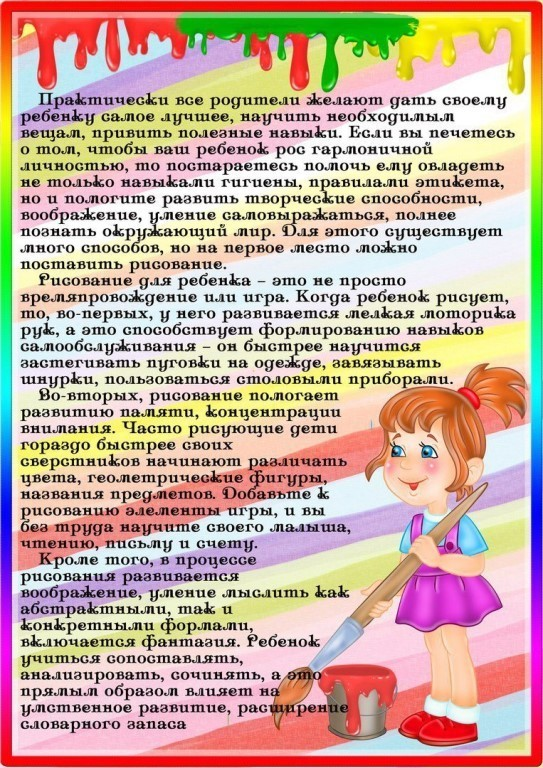 Практически все родители желают дать своему
ребенку самое лучшее, научить необходимым
вещам, привить полезные навыки. Если вы печетесь
о том, чтобы ваш ребенок рос гармоничной
личностью, то постараетесь помочь ему овладеть
не только навыками гигиены, правилами этикета,
но и помогите развить творческие способности,
воображение, умение самовыражаться, полнее
познать окружающий мир. Для этого существует
много способов, но на первое место можно
поставить рисование.
Рисование для ребенка – это не просто
времяпровождение или игра. Когда ребенок рисует,
то, во-первых, у него развивается мелкая моторика
рук, а это способствует формированию навыков
самообслуживания – он быстрее научится
застегивать пуговки на одежде, завязывать
шнурки, пользоваться столовыми приборами.
Во-вторых, рисование помогает
развитию памяти, концентрации
внимания. Часто рисующие дети
гораздо быстрее своих
сверстников начинают различать
цвета, геометрические фигуры,
названия предметов. Добавьте к
рисованию элементы игры, и вы
без труда научите своего малыша,
чтению, письму и счету.
Кроме того, в процессе
рисования развивается
воображение, умение мыслить как
абстрактными, так и
конкретными формами,
включается фантазия. Ребенок
учиться сопоставлять,
анализировать, сочинять, а это
прямым образом влияет на
умственное развитие, расширение
словарного запаса